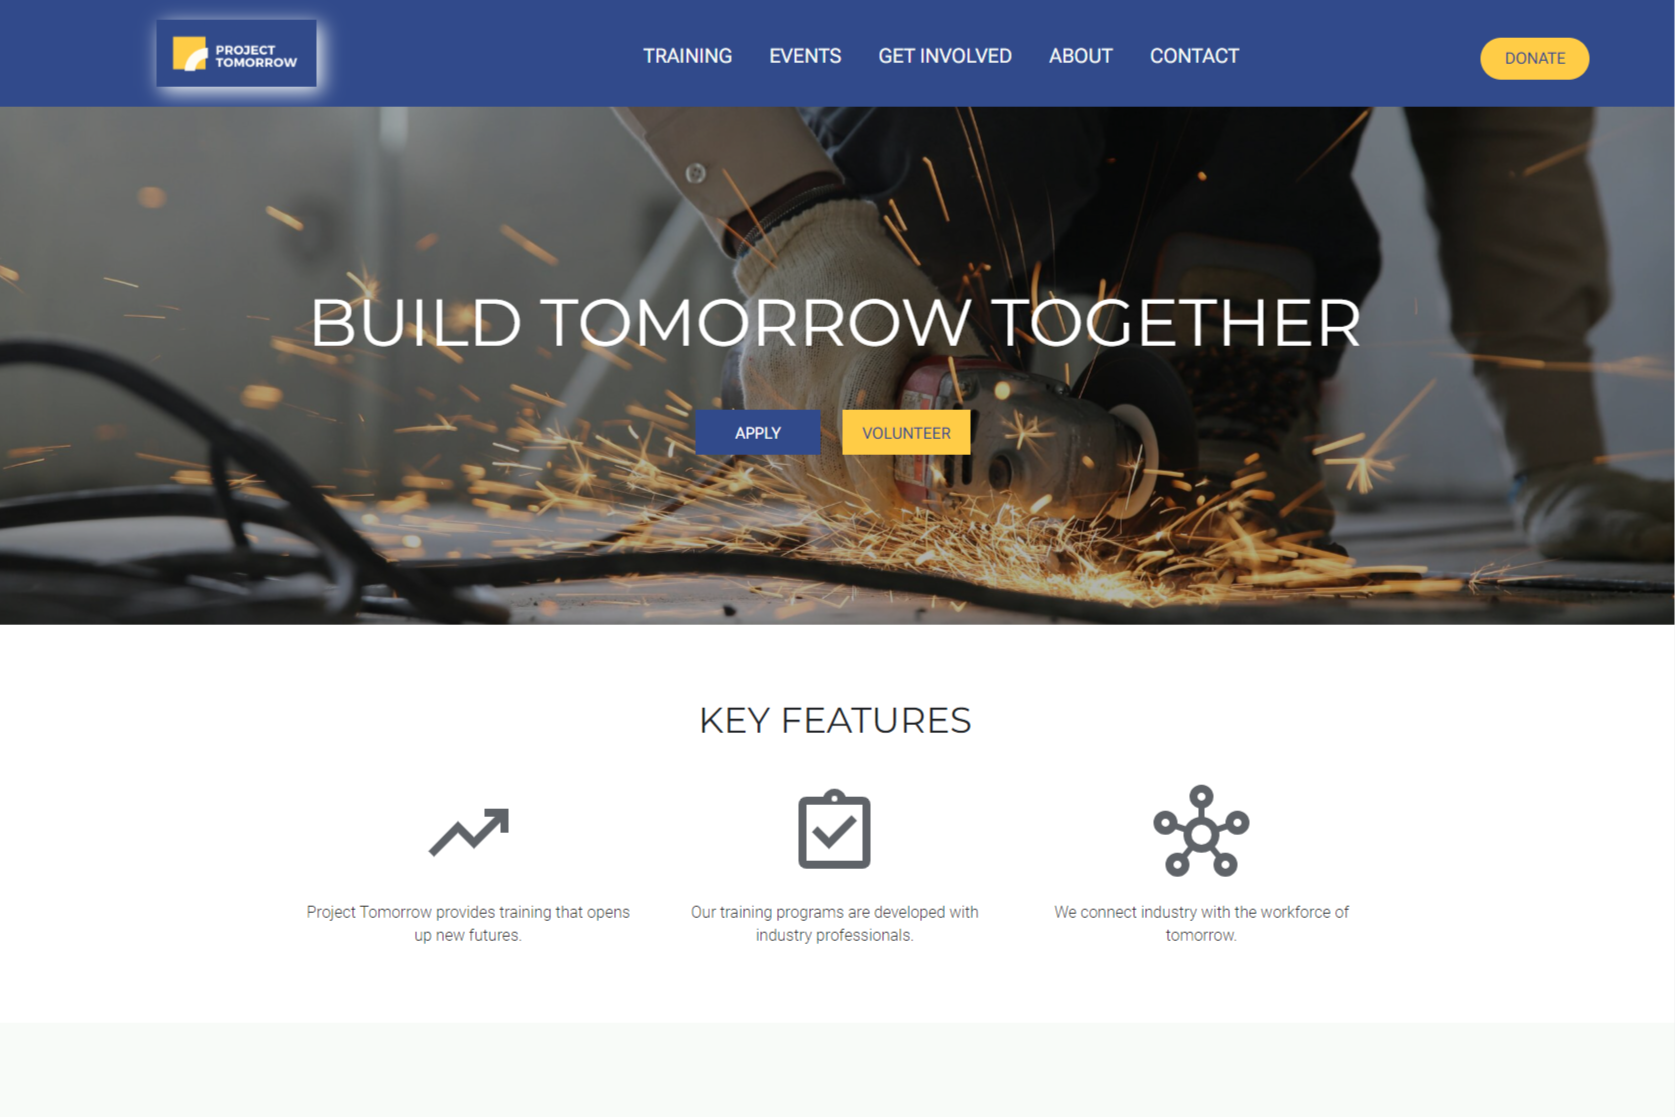 PROJECT
TOMORROW
TRAINING EVENTS GET INVOLVED ABOUT CONTACT
DONATE
BUILD TOMORROW TOGETHER
APPLY VOLUNTEER
KEY FEATURES
Project Tomorrow provides training that opens
up new futures.
Our training programs are developed with
industry professionals.
We connect industry with the workforce of
tomorrow.